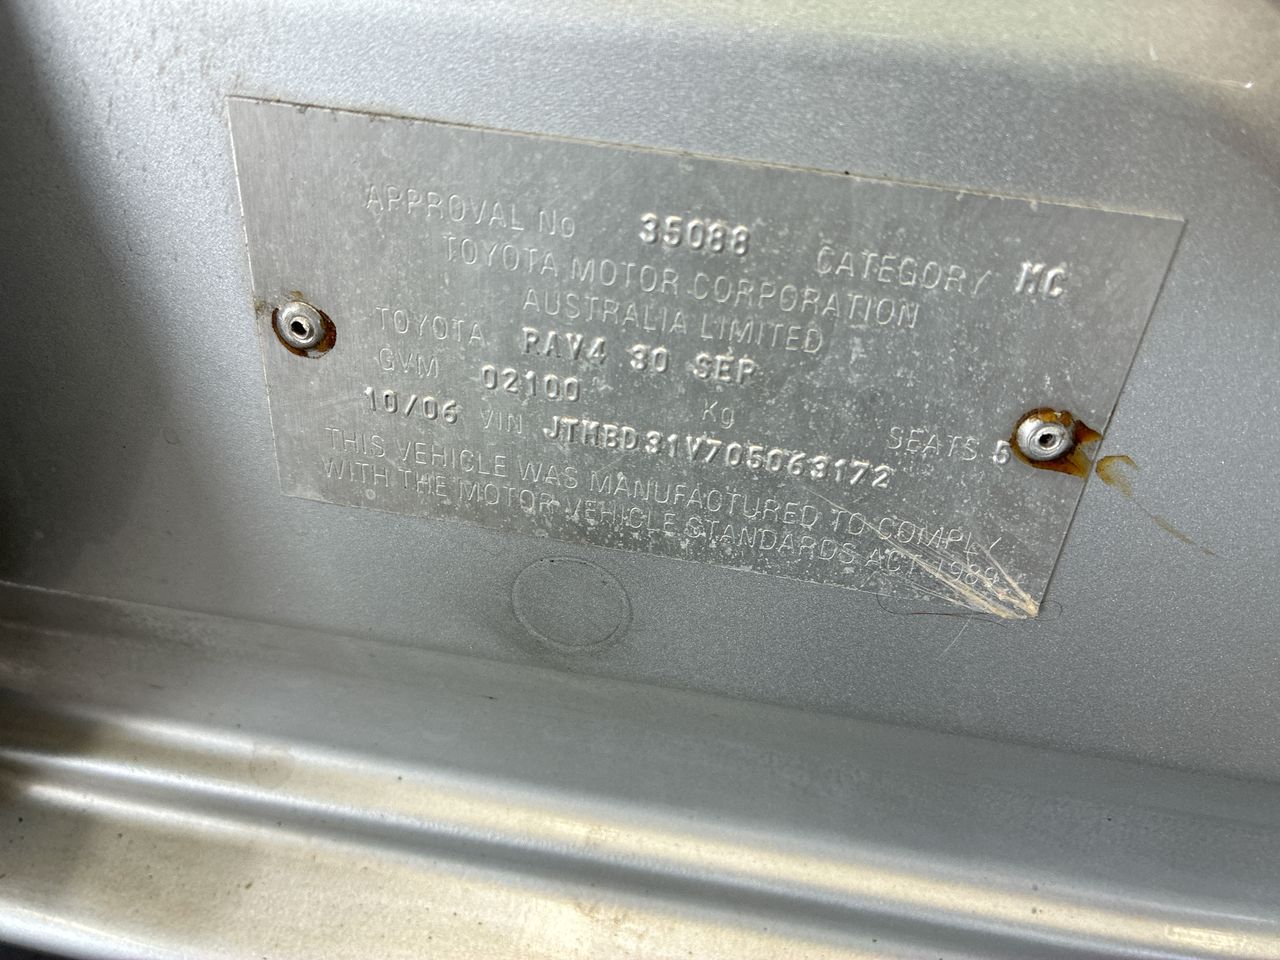 APPROVAL No 35088 CATEGORY MC
TOYOTA MOTOR CORPORATION
AUSTRALIA LIMITED
TOYOTA RAV4 30 SEP
GVM 02100 Kg SEATS 5
10/06 VIN JTMBD31V705063172
THIS VEHICLE WAS MANUFACTURED TO COMPLY
WITH THE MOTOR VEHICLE STANDARDS ACT 1989